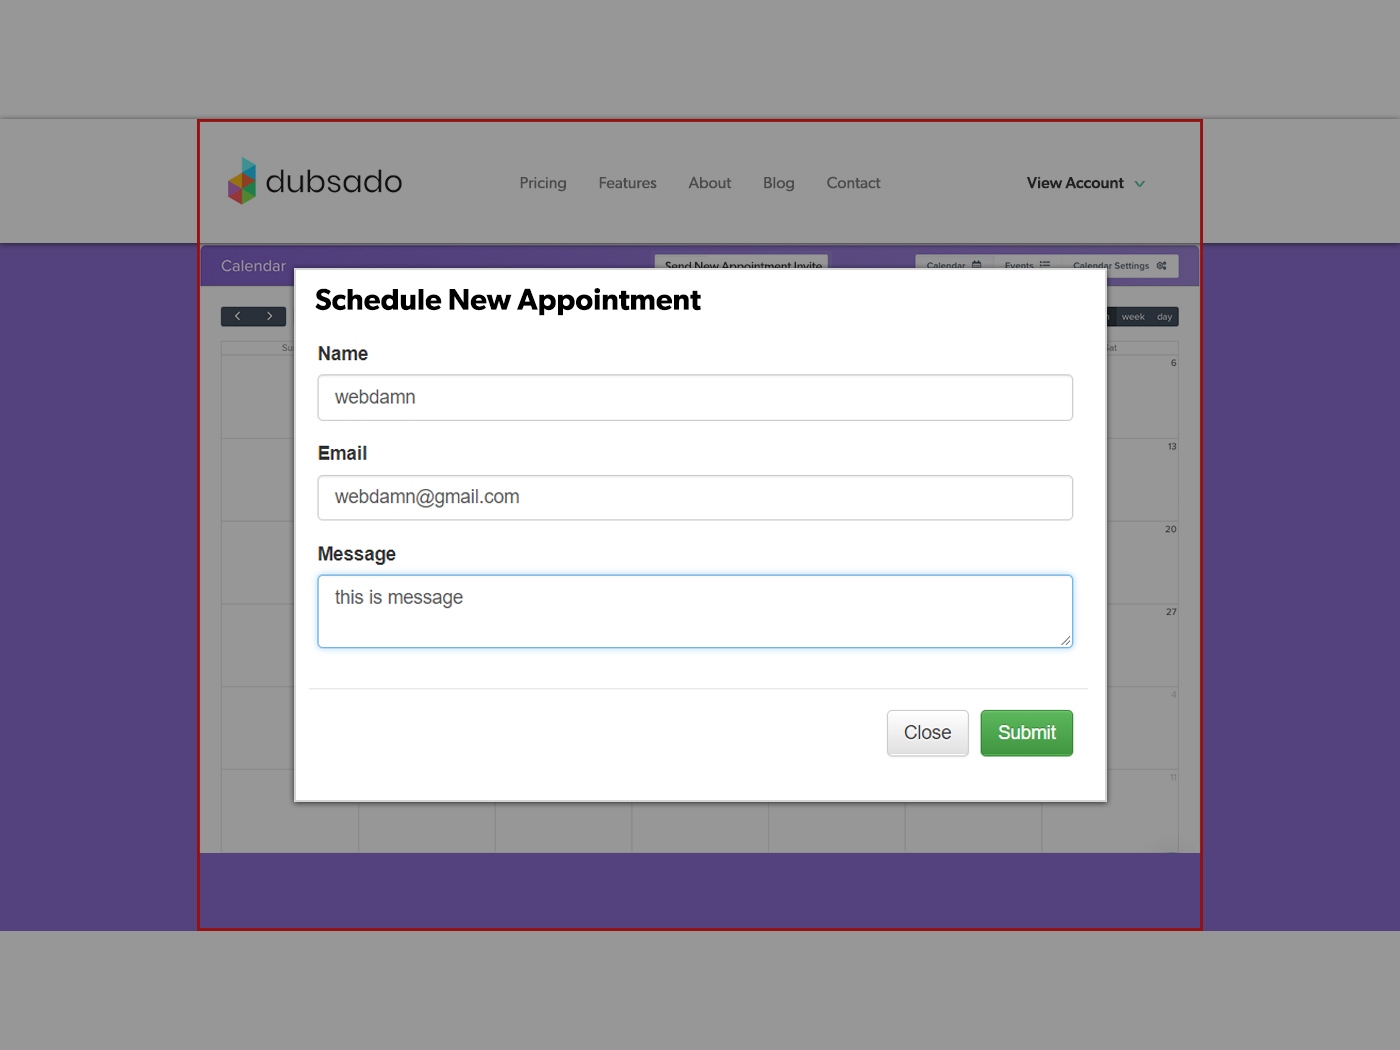 dubsado
Pricing Features About Blog Contact
View Account
Calendar
Send New Appointment Invite
Calendar Events Calendar Settings
Schedule New Appointment
week day
Name
webdamn
6
Email
13
webdamn@gmail.com
20
Message
this is message
27
4
Close Submit
11